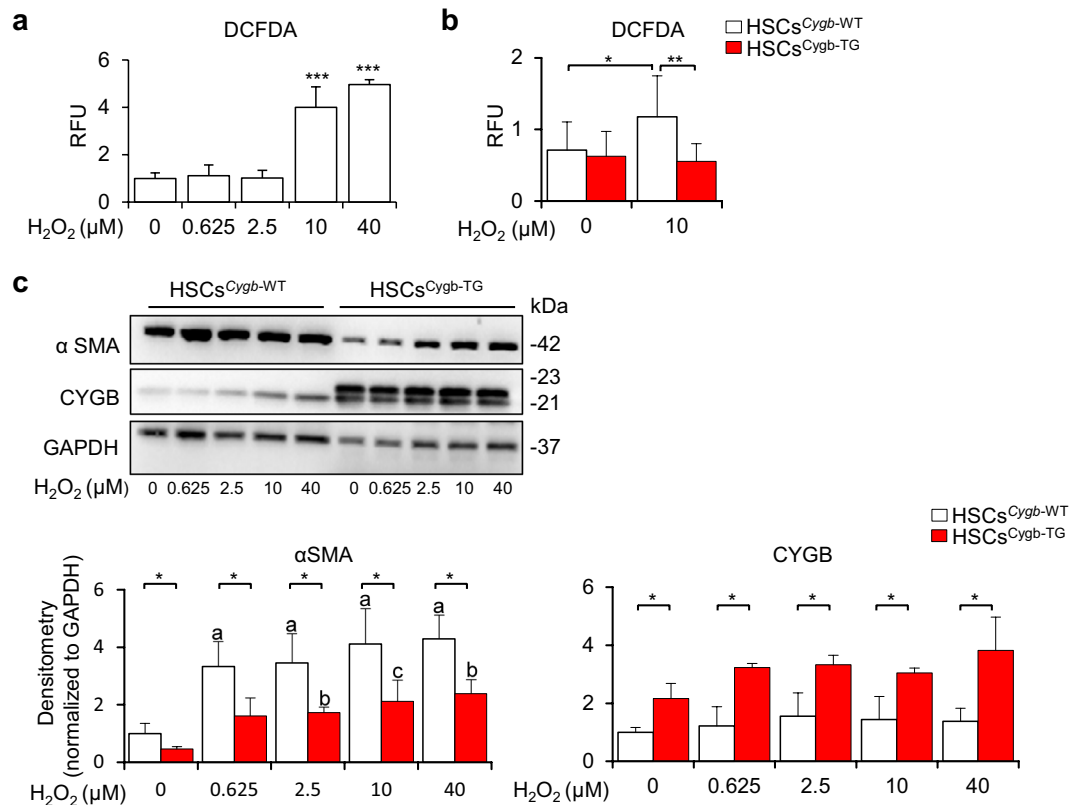 a
DCFDA
RFU
6
4
2
0
*** ***
H₂O₂ (µM) 0 0.625 2.5 10 40
b
DCFDA
HSCsCygb-WT
HSCsCygb-TG
RFU
2
1
0
* **
H₂O₂ (µM) 0 10
c
HSCsCygb-WT HSCsCygb-TG
kDa
α SMA -42
CYGB -23
-21
GAPDH -37
H₂O₂ (µM) 0 0.625 2.5 10 40 0 0.625 2.5 10 40
αSMA
Densitometry
(normalized to GAPDH)
6
4
2
0
* * * * *
a a b a c a b
H₂O₂ (µM) 0 0.625 2.5 10 40
HSCsCygb-WT
HSCsCygb-TG
CYGB
6
4
2
0
* * * * *
H₂O₂ (µM) 0 0.625 2.5 10 40